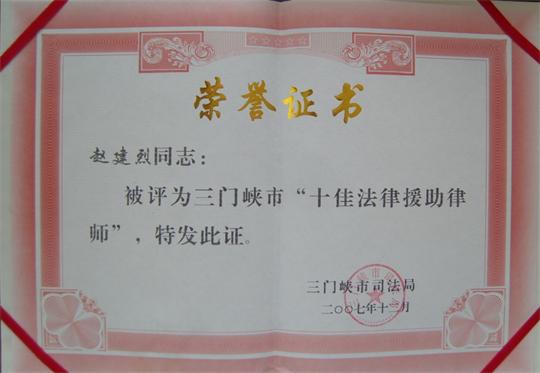 荣誉证书
赵建烈同志：
被评为三门峡市“十佳法律援助律
师”，特发此证。
三门峡市司法局
二〇〇七年十二月